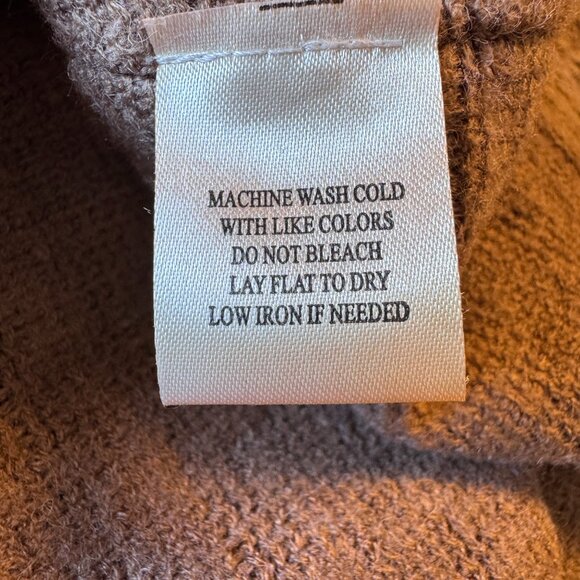 MACHINE WASH COLD
WITH LIKE COLORS
DO NOT BLEACH
LAY FLAT TO DRY
LOW IRON IF NEEDED